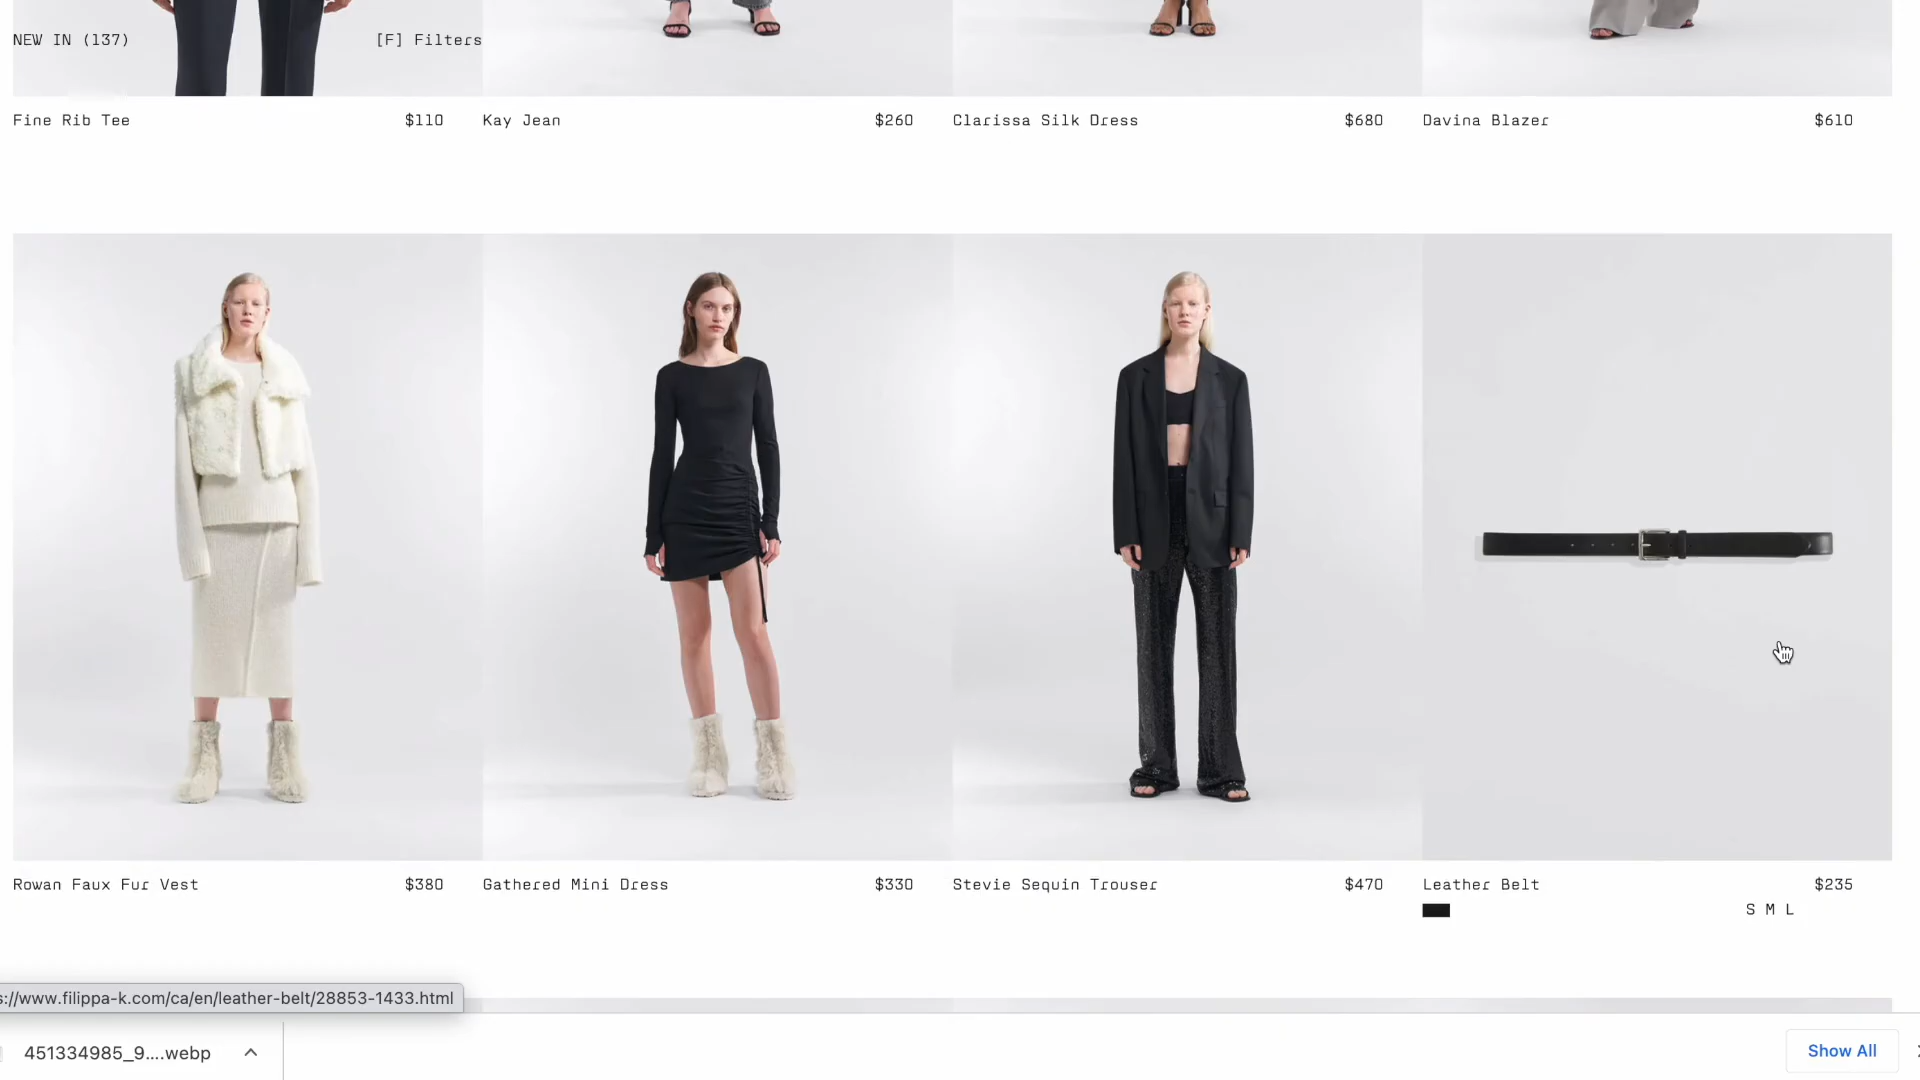 NEW IN (137)
[F] Filters
Fine Rib Tee $110
Kay Jean $260
Clarissa Silk Dress $680
Davina Blazer $610
Rowan Faux Fur Vest $380
Gathered Mini Dress $330
Stevie Sequin Trouser $470
Leather Belt $235
S M L
s://www.filippa-k.com/ca/en/leather-belt/28853-1433.html
451334985_9....webp
Show All